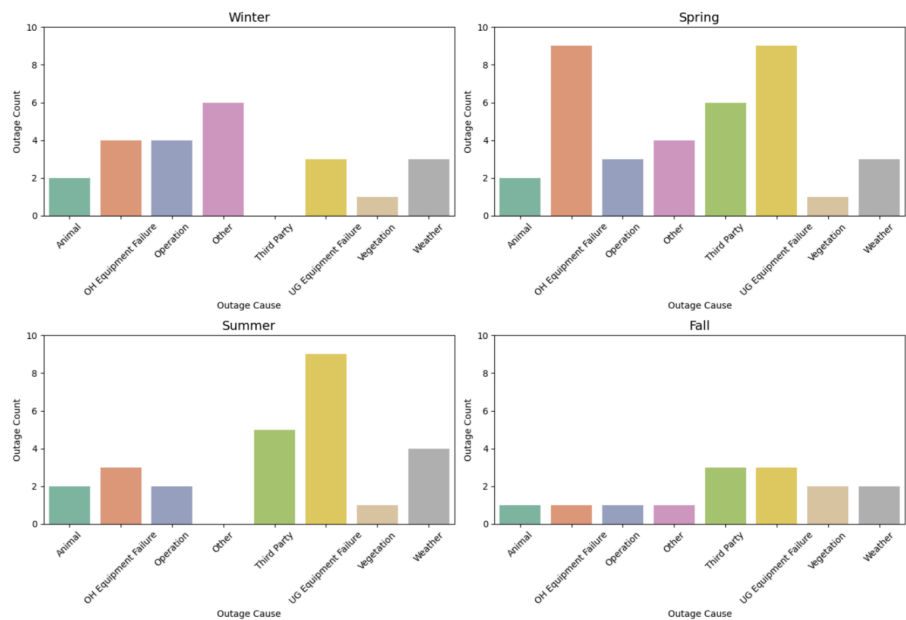 Winter
10
8
6
4
2
0
Outage Count
Animal
OH Equipment Failure
Operation
Other
Third Party
UG Equipment Failure
Vegetation
Weather
Outage Cause
Spring
10
8
6
4
2
0
Outage Count
Animal
OH Equipment Failure
Operation
Other
Third Party
UG Equipment Failure
Vegetation
Weather
Outage Cause
Summer
10
8
6
4
2
0
Outage Count
Animal
OH Equipment Failure
Operation
Other
Third Party
UG Equipment Failure
Vegetation
Weather
Outage Cause
Fall
10
8
6
4
2
0
Outage Count
Animal
OH Equipment Failure
Operation
Other
Third Party
UG Equipment Failure
Vegetation
Weather
Outage Cause